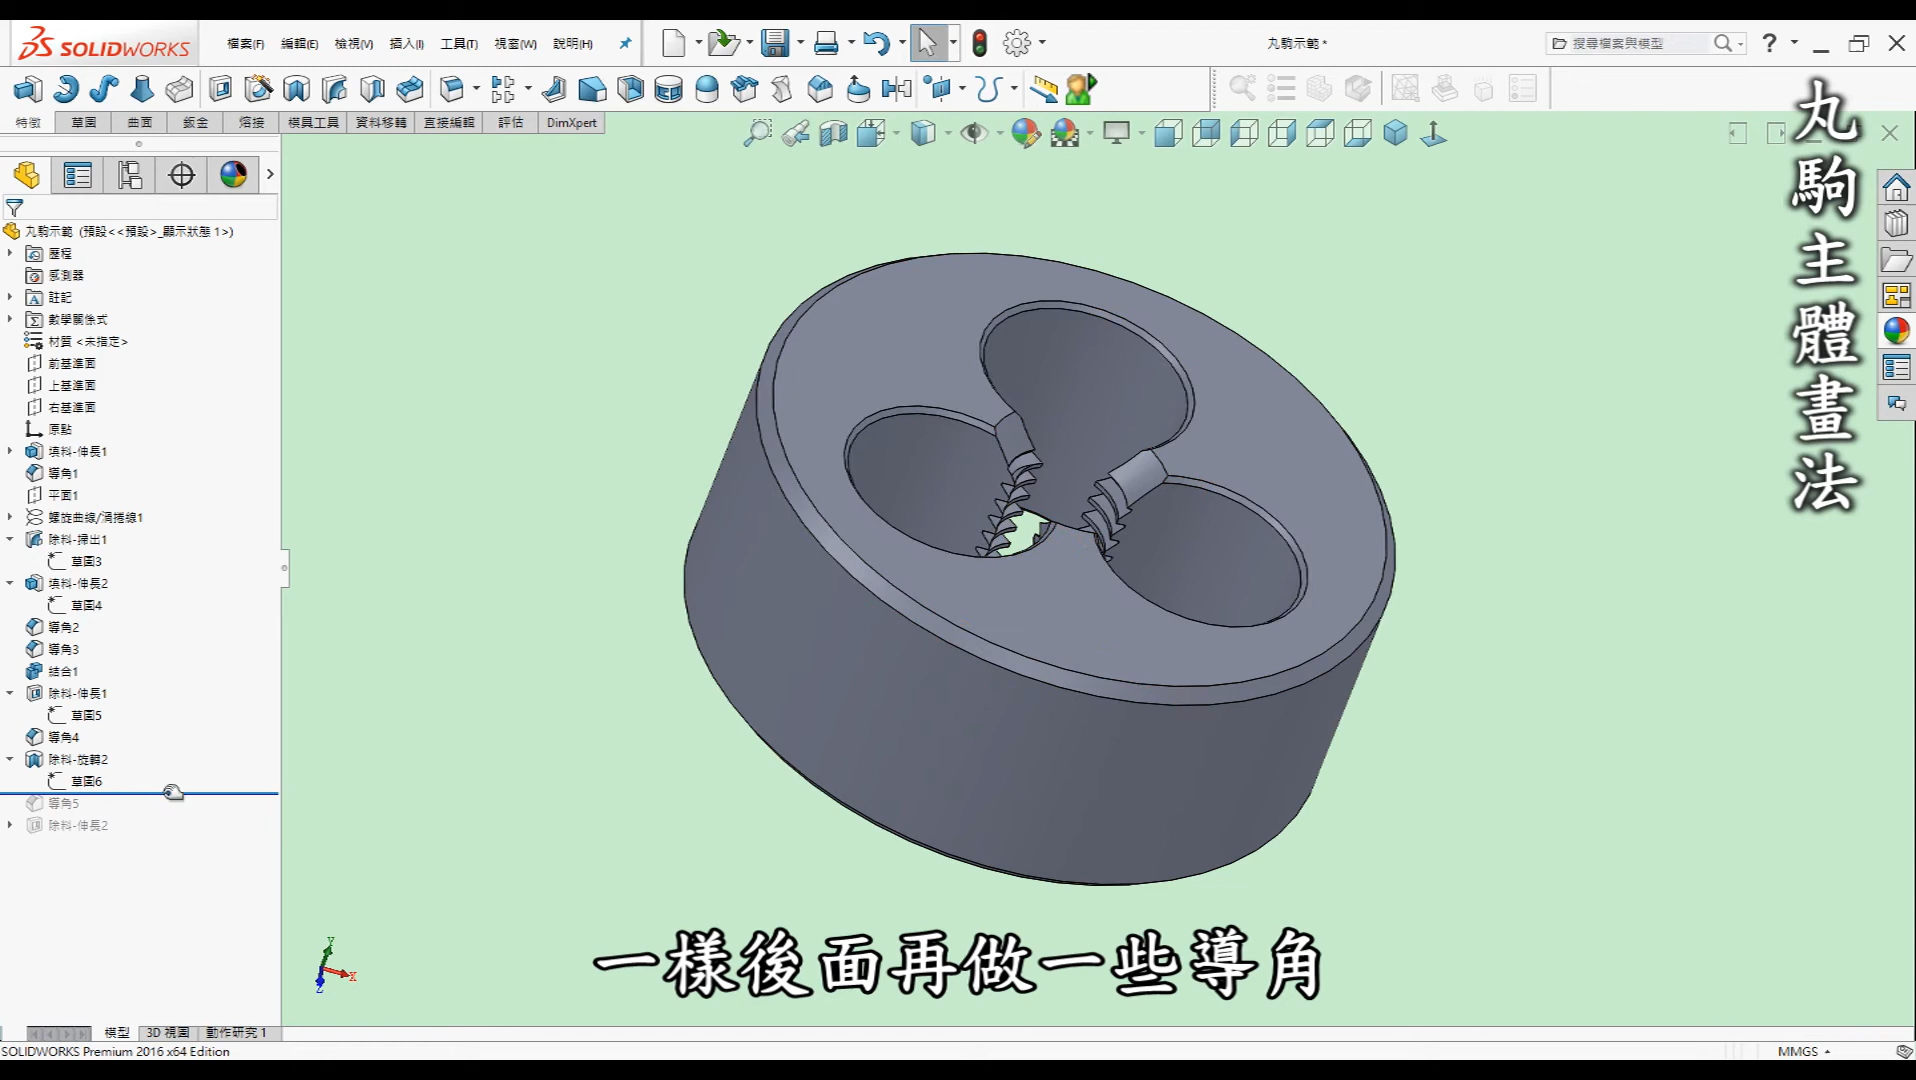 SOLIDWORKS
檔案(F) 編輯(E) 檢視(V) 插入(I) 工具(T) 視窗(W) 說明(H)
丸駒示範 *
搜尋檔案與模型
特徵 草圖 曲面 鈑金 熔接 模具工具 資料移轉 直接編輯 評估 DimXpert
丸駒示範 (預設<<預設>_顯示狀態 1>)
歷程
感測器
註記
數學關係式
材質 <未指定>
前基準面
上基準面
右基準面
原點
填料-伸長1
導角1
平面1
螺旋曲線/渦捲線1
除料-掃出1
草圖3
填料-伸長2
草圖4
導角2
導角3
結合1
除料-伸長1
草圖5
導角4
除料-旋轉2
草圖6
導角5
除料-伸長2
丸駒主體畫法
Y
X
Z
一樣後面再做一些導角
模型 3D 視圖 動作研究 1
SOLIDWORKS Premium 2016 x64 Edition
MMGS